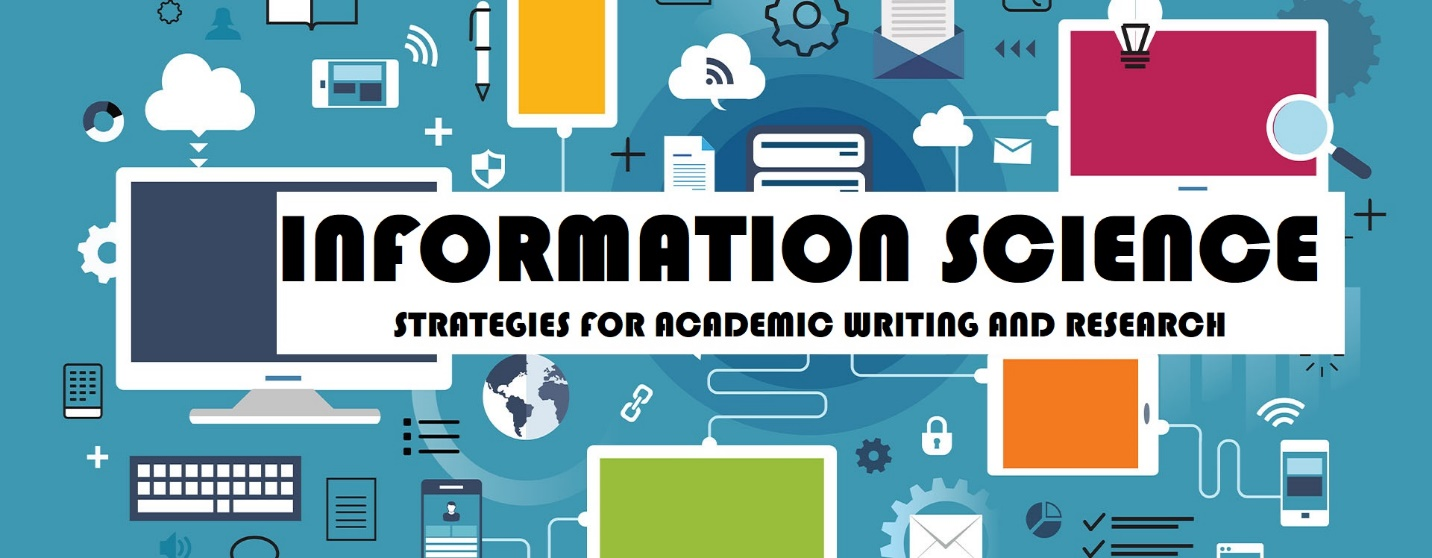 INFORMATION SCIENCE
STRATEGIES FOR ACADEMIC WRITING AND RESEARCH